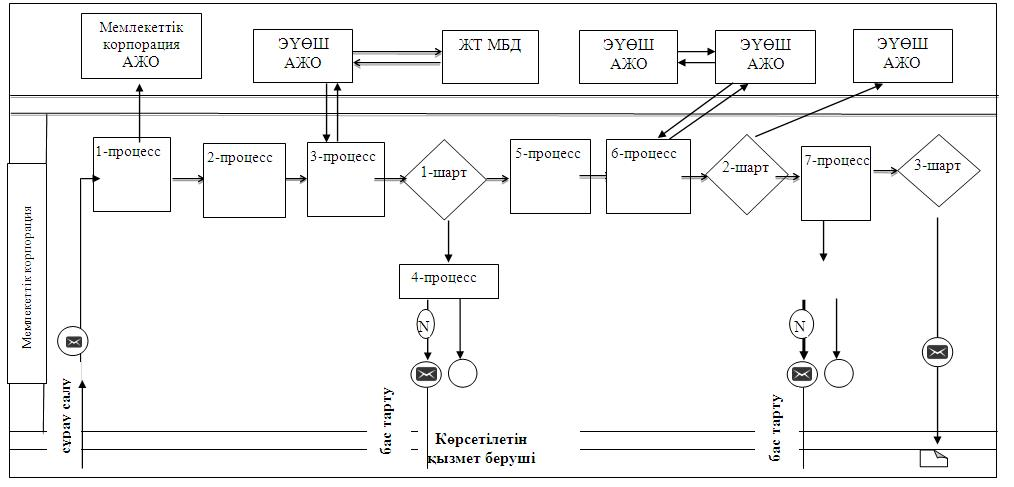 Мемлекеттік
корпорация
АЖО
ЭҮӨШ
АЖО
ЖТ МБД
ЭҮӨШ
АЖО
ЭҮӨШ
АЖО
ЭҮӨШ
АЖО
1-процесс
2-процесс
3-процесс
1-шарт
5-процесс
6-процесс
2-шарт
7-процесс
3-шарт
Мемлекеттік корпорация
4-процесс
N
N
сұрау салу
бас тарту
Көрсетілетін
қызмет беруші
бас тарту